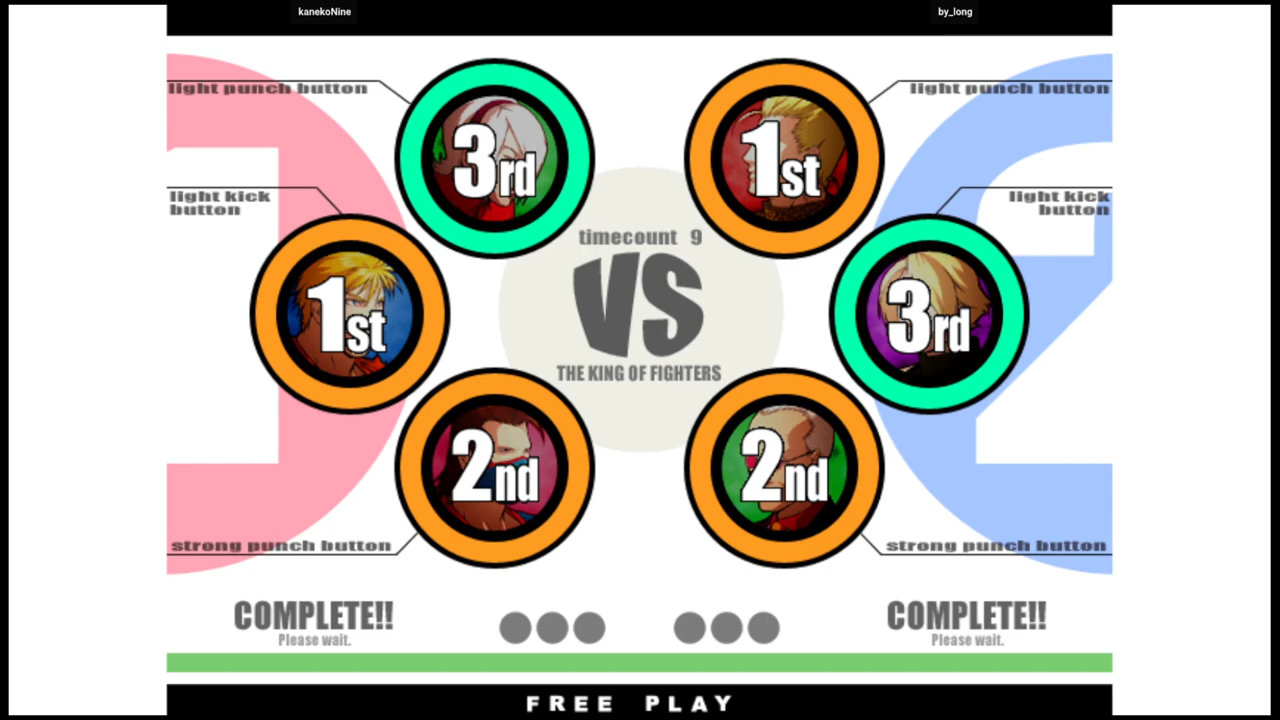 kanekoNine
by_long
light punch button
light punch button
3rd
1st
light kick
button
light kick
button
timecount 9
VS
THE KING OF FIGHTERS
1st
3rd
2nd
2nd
strong punch button
strong punch button
COMPLETE!!
Please wait.
COMPLETE!!
Please wait.
FREE PLAY
1
2